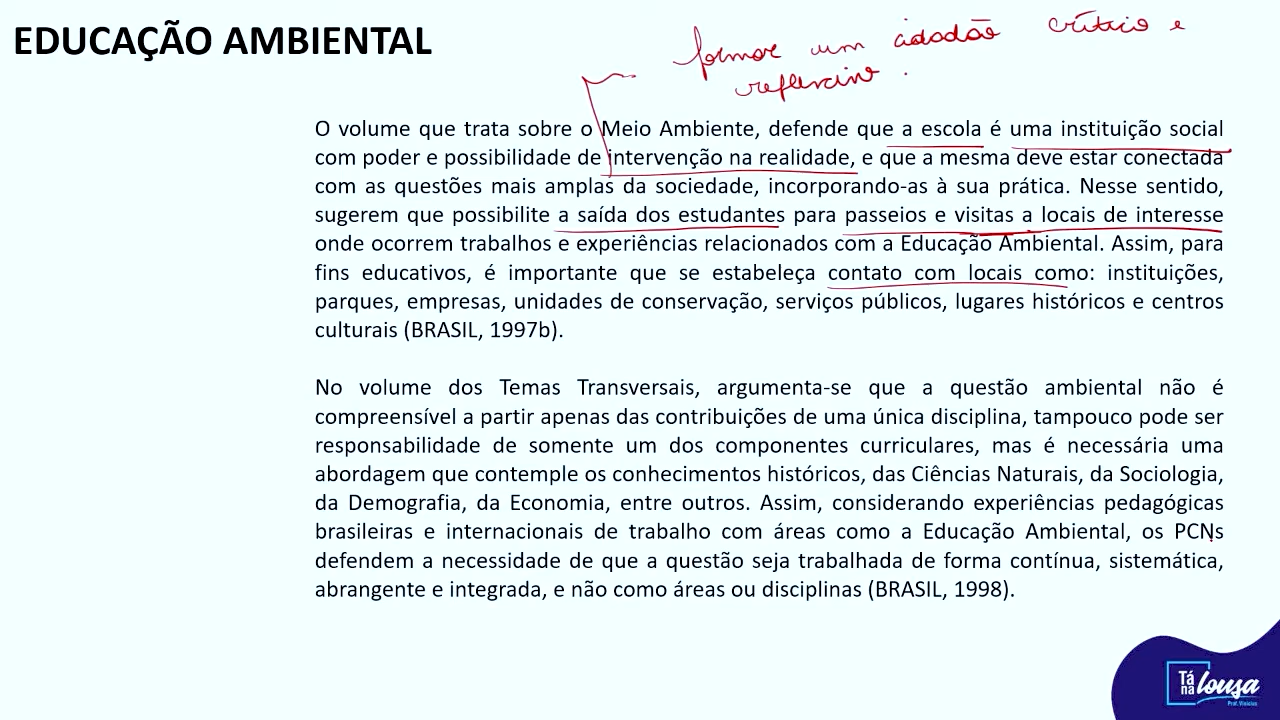 EDUCAÇÃO AMBIENTAL
formar um cidadão crítico e
reflexivo.
O volume que trata sobre o Meio Ambiente, defende que a escola é uma instituição social
com poder e possibilidade de intervenção na realidade, e que a mesma deve estar conectada
com as questões mais amplas da sociedade, incorporando-as à sua prática. Nesse sentido,
sugerem que possibilite a saída dos estudantes para passeios e visitas a locais de interesse
onde ocorrem trabalhos e experiências relacionados com a Educação Ambiental. Assim, para
fins educativos, é importante que se estabeleça contato com locais como: instituições,
parques, empresas, unidades de conservação, serviços públicos, lugares históricos e centros
culturais (BRASIL, 1997b).
No volume dos Temas Transversais, argumenta-se que a questão ambiental não é
compreensível a partir apenas das contribuições de uma única disciplina, tampouco pode ser
responsabilidade de somente um dos componentes curriculares, mas é necessária uma
abordagem que contemple os conhecimentos históricos, das Ciências Naturais, da Sociologia,
da Demografia, da Economia, entre outros. Assim, considerando experiências pedagógicas
brasileiras e internacionais de trabalho com áreas como a Educação Ambiental, os PCNs
defendem a necessidade de que a questão seja trabalhada de forma contínua, sistemática,
abrangente e integrada, e não como áreas ou disciplinas (BRASIL, 1998).
Tá na lousa
Prof. Vinícius